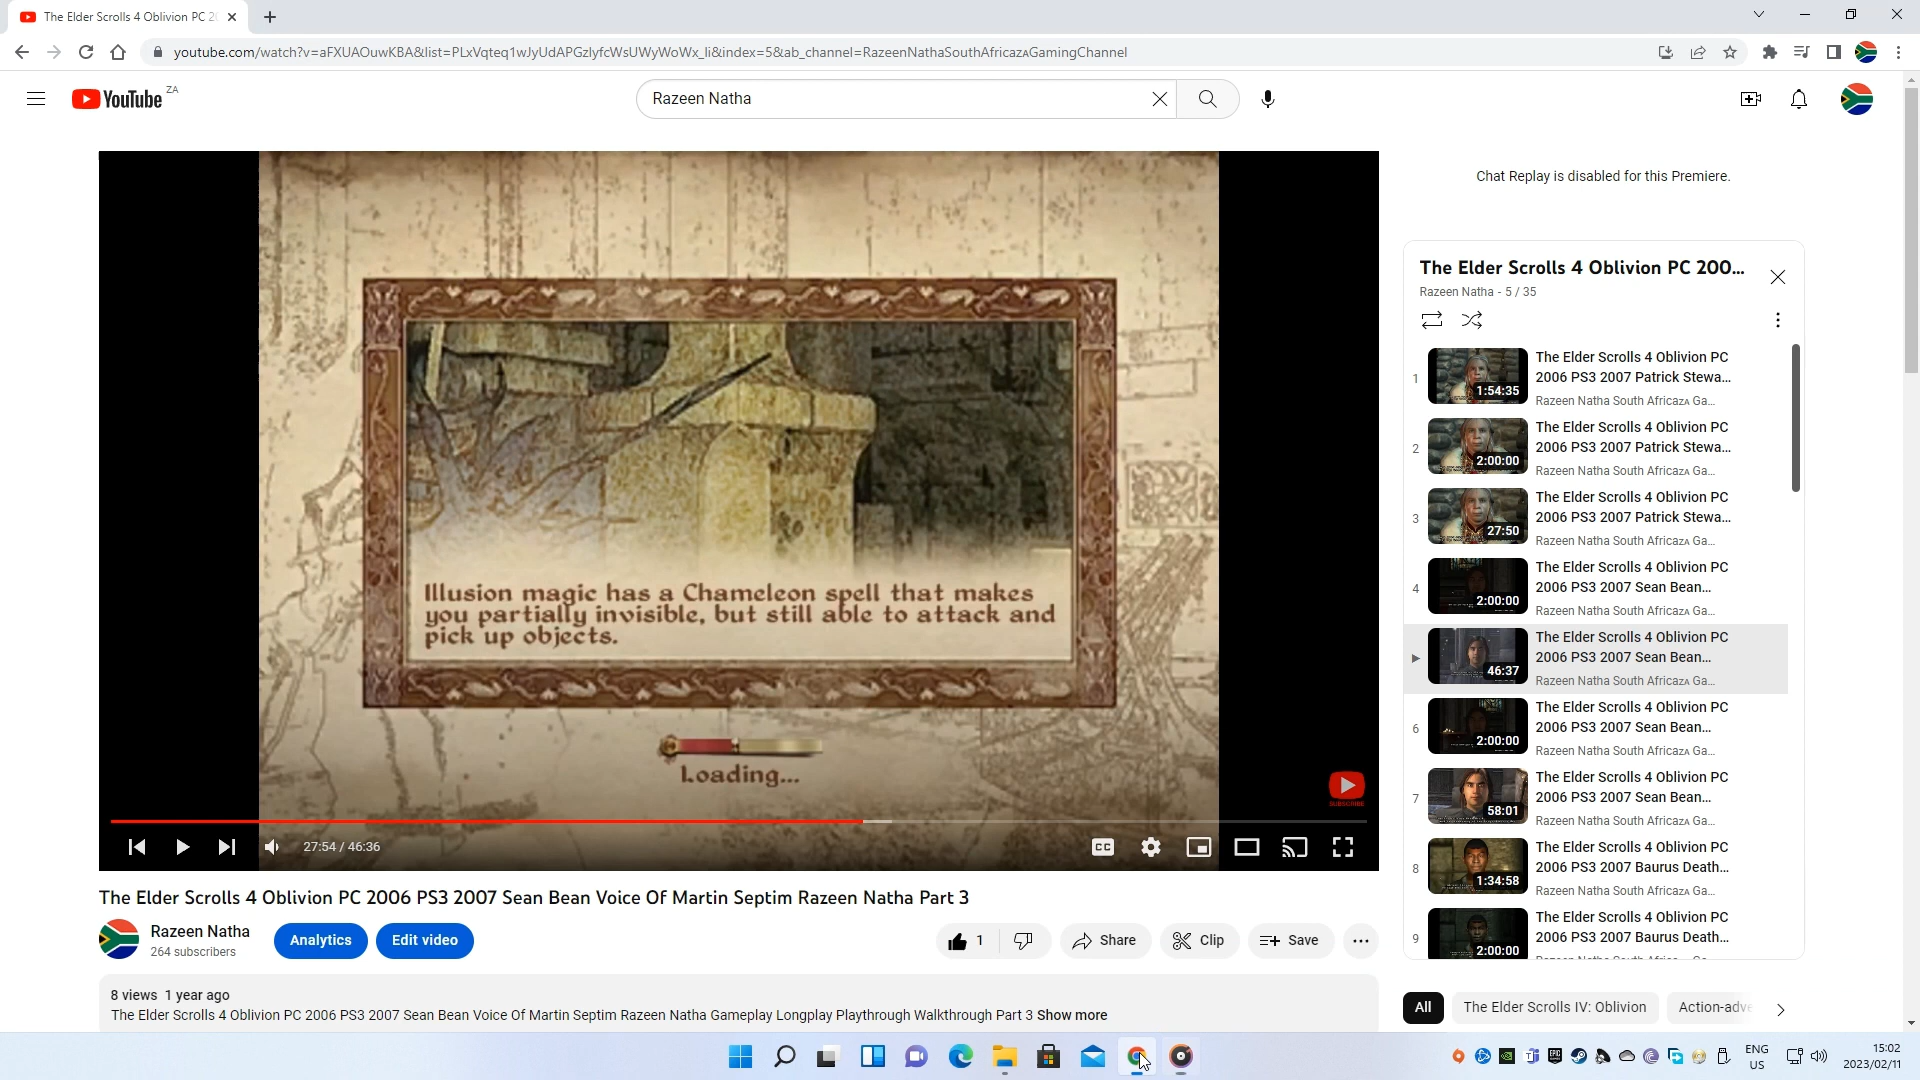 The Elder Scrolls 4 Oblivion PC 20
youtube.com/watch?v=aFXUAOuwKBA&list=PLxVqteq1wJyUdAPGzlyfcWsUWyWoWx_li&index=5&ab_channel=RazeenNathaSouthAfricaᴢᴀGamingChannel
YouTube ZA
Razeen Natha
Chat Replay is disabled for this Premiere.
The Elder Scrolls 4 Oblivion PC 200...
Razeen Natha - 5 / 35
1
1:54:35
The Elder Scrolls 4 Oblivion PC
2006 PS3 2007 Patrick Stewa...
Razeen Natha South Africaᴢᴀ Ga...
2
2:00:00
The Elder Scrolls 4 Oblivion PC
2006 PS3 2007 Patrick Stewa...
Razeen Natha South Africaᴢᴀ Ga...
3
27:50
The Elder Scrolls 4 Oblivion PC
2006 PS3 2007 Patrick Stewa...
Razeen Natha South Africaᴢᴀ Ga...
4
2:00:00
The Elder Scrolls 4 Oblivion PC
2006 PS3 2007 Sean Bean...
Razeen Natha South Africaᴢᴀ Ga...
46:37
The Elder Scrolls 4 Oblivion PC
2006 PS3 2007 Sean Bean...
Razeen Natha South Africaᴢᴀ Ga...
6
2:00:00
The Elder Scrolls 4 Oblivion PC
2006 PS3 2007 Sean Bean...
Razeen Natha South Africaᴢᴀ Ga...
7
58:01
The Elder Scrolls 4 Oblivion PC
2006 PS3 2007 Sean Bean...
Razeen Natha South Africaᴢᴀ Ga...
8
1:34:58
The Elder Scrolls 4 Oblivion PC
2006 PS3 2007 Baurus Death...
Razeen Natha South Africaᴢᴀ Ga...
9
2:00:00
The Elder Scrolls 4 Oblivion PC
2006 PS3 2007 Baurus Death...
Illusion magic has a Chameleon spell that makes
you partially invisible, but still able to attack and
pick up objects.
Loading...
SUBSCRIBE
27:54 / 46:36
CC
The Elder Scrolls 4 Oblivion PC 2006 PS3 2007 Sean Bean Voice Of Martin Septim Razeen Natha Part 3
Razeen Natha
264 subscribers
Analytics
Edit video
1
Share
Clip
Save
8 views 1 year ago
The Elder Scrolls 4 Oblivion PC 2006 PS3 2007 Sean Bean Voice Of Martin Septim Razeen Natha Gameplay Longplay Playthrough Walkthrough Part 3 Show more
All
The Elder Scrolls IV: Oblivion
Action-adve
ENG
US
15:02
2023/02/11